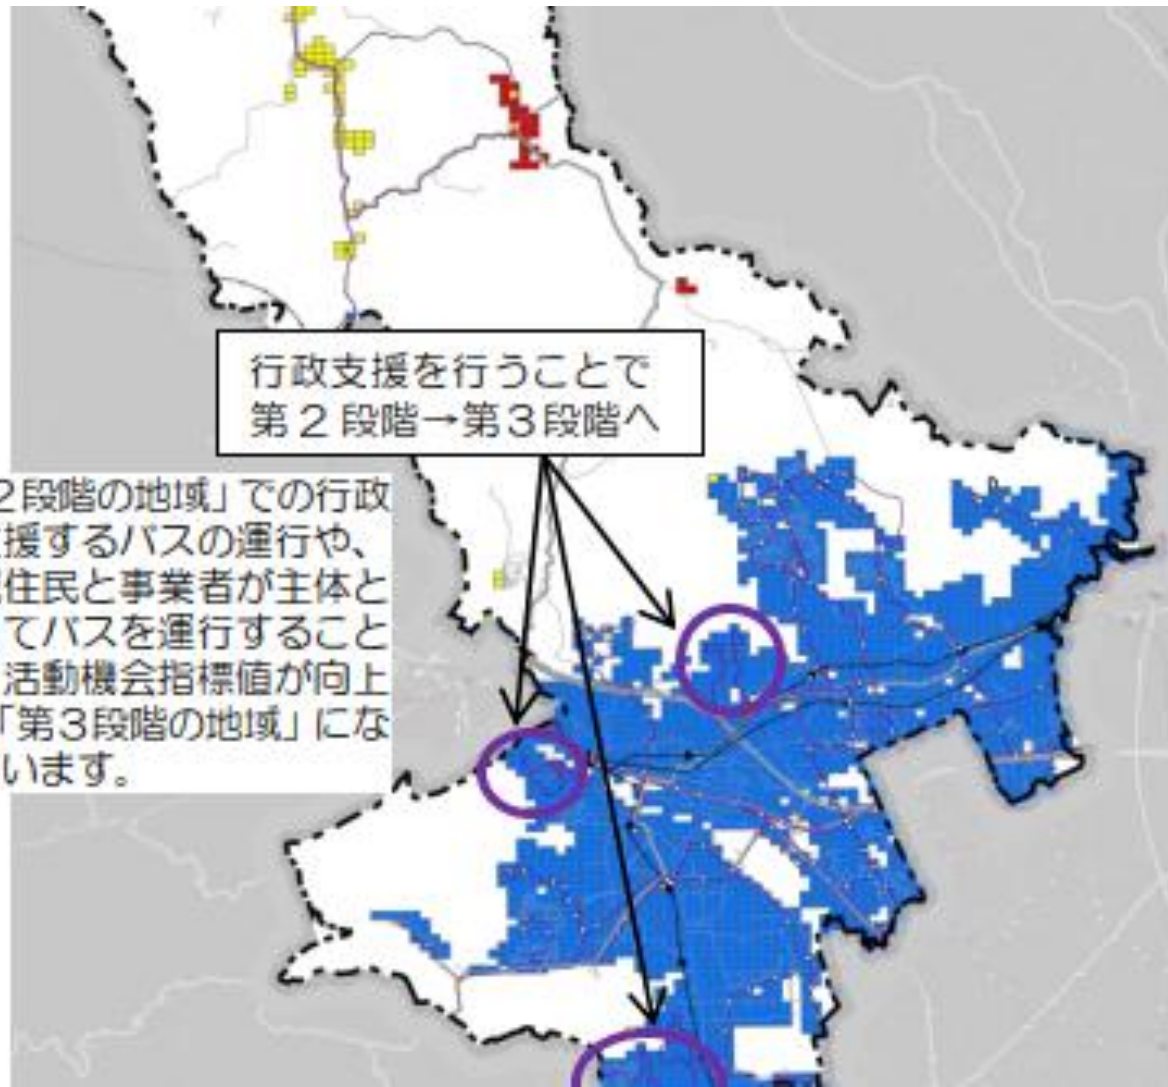 行政支援を行うことで
第２段階→第３段階へ
２段階の地域」での行政
援するバスの運行や、
住民と事業者が主体と
てバスを運行すること
活動機会指標値が向上
「第３段階の地域」にな
います。